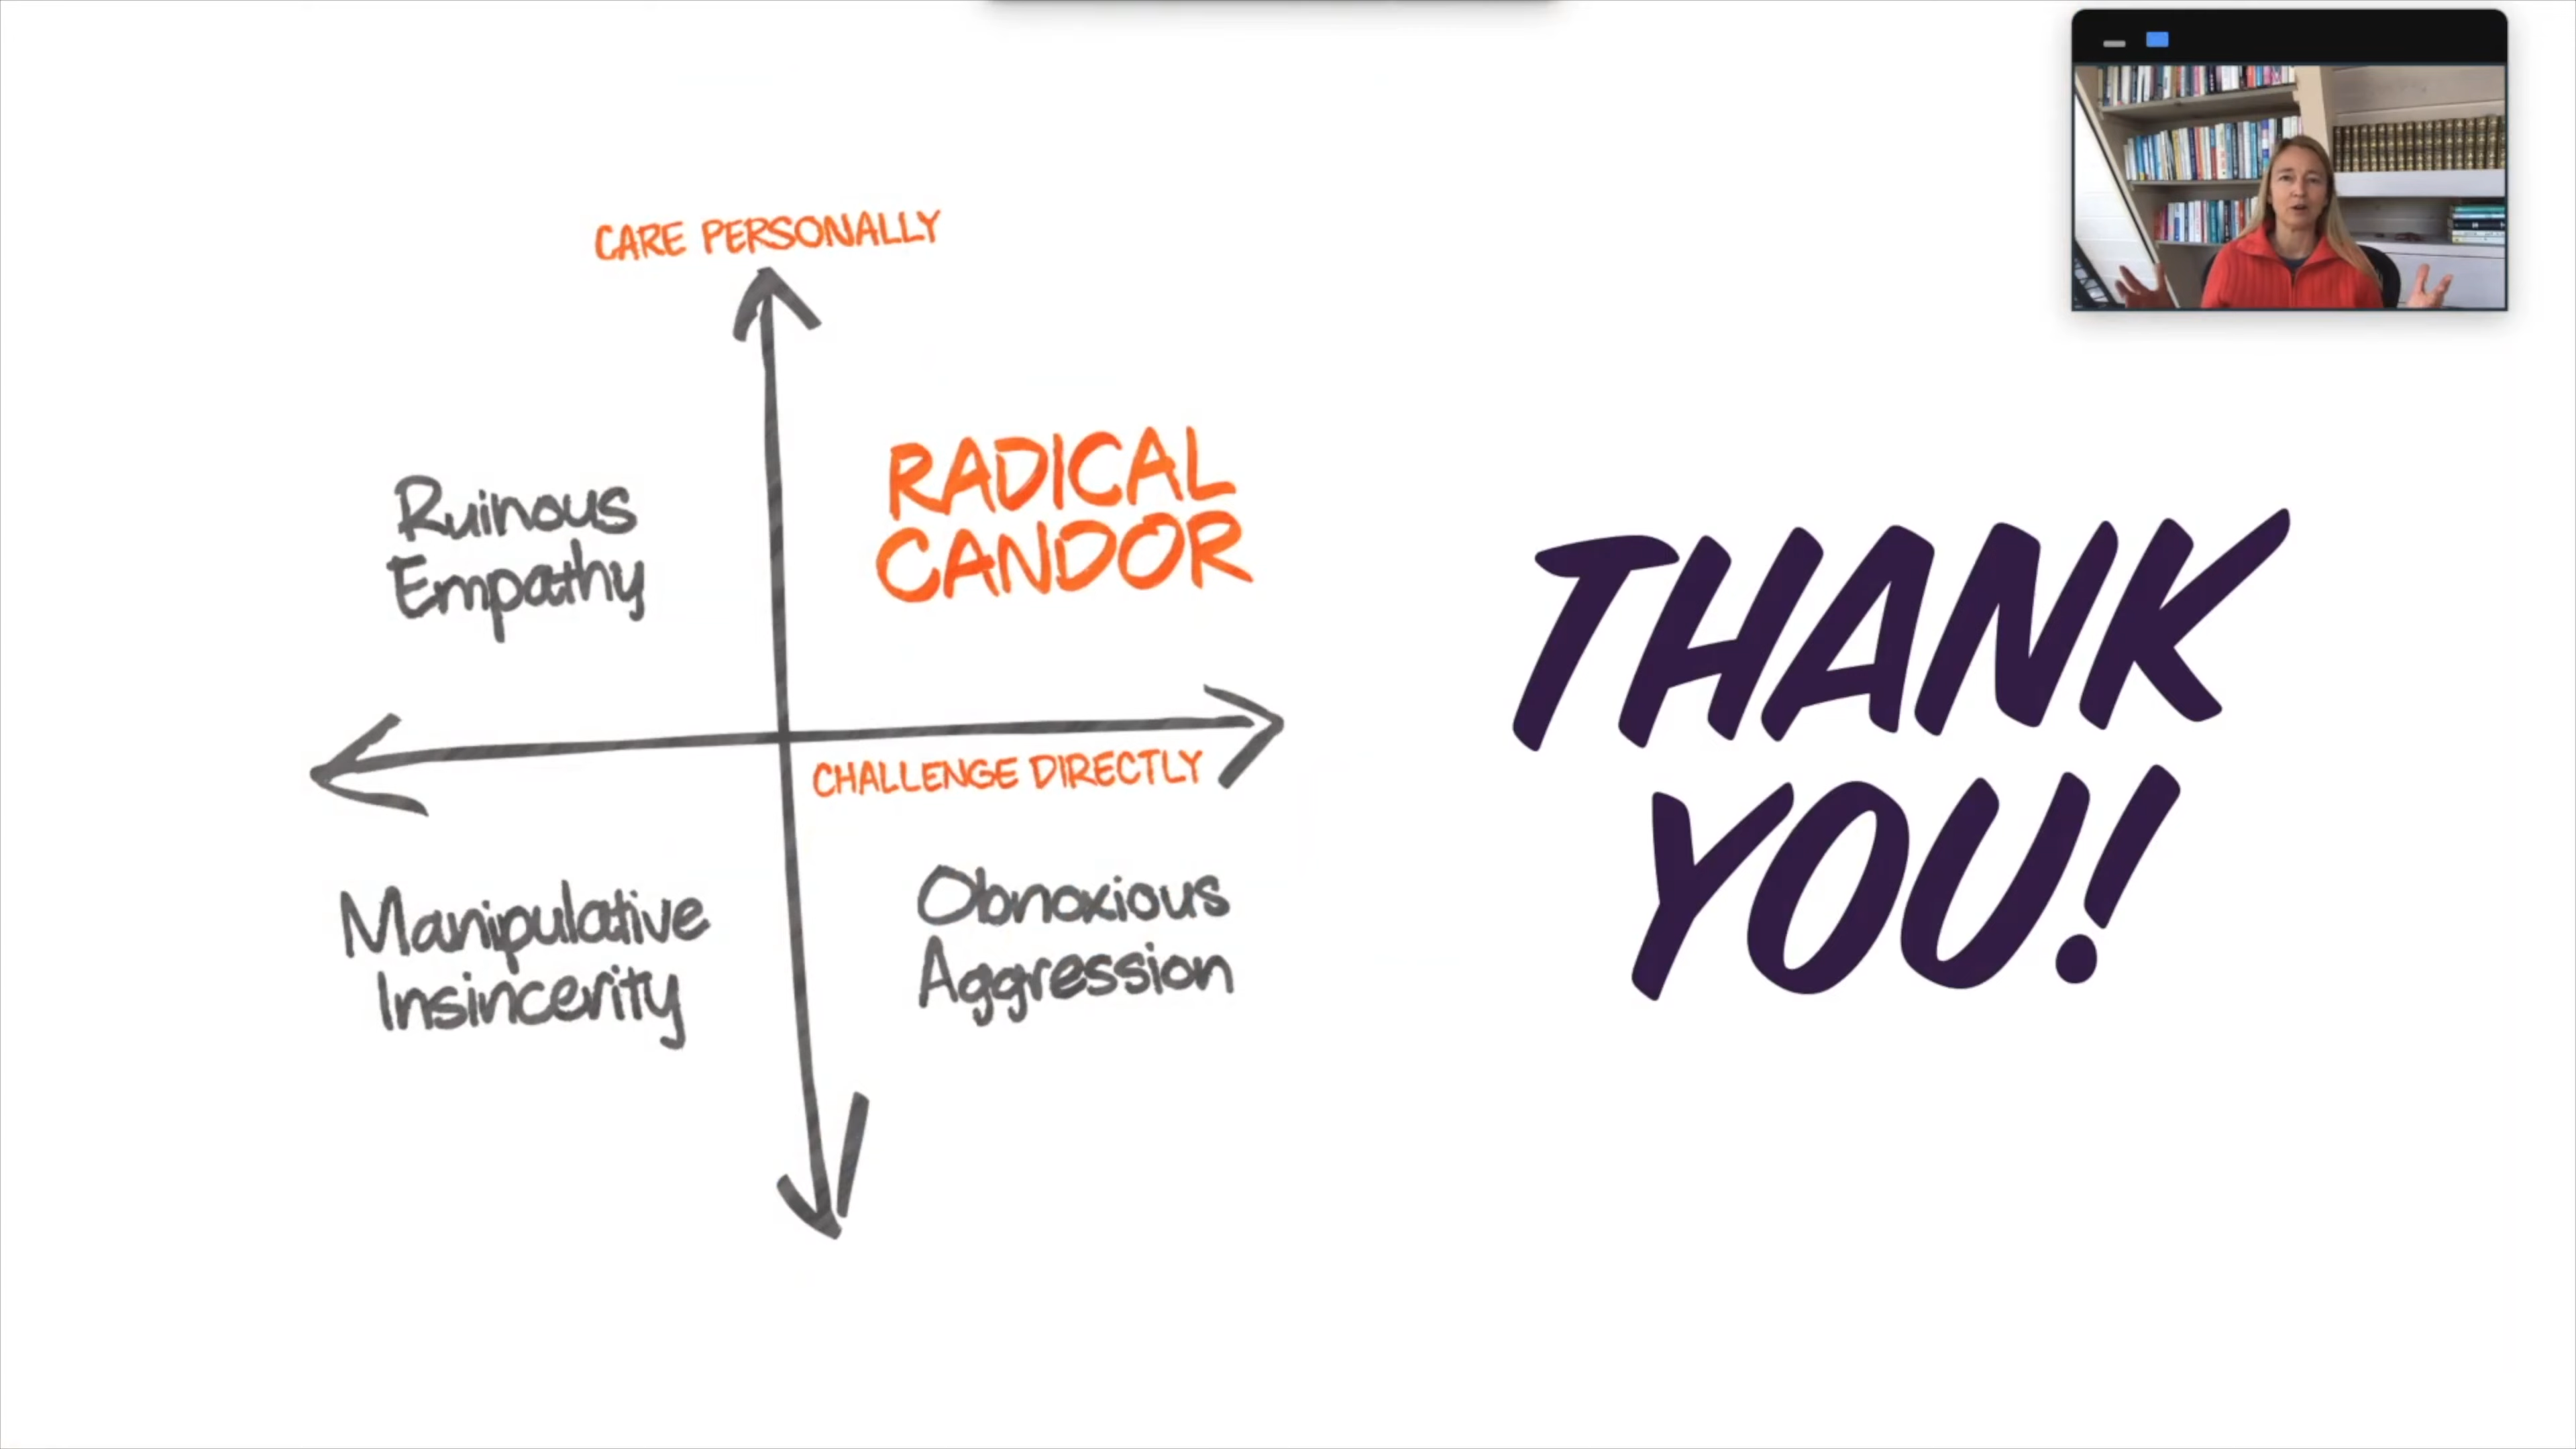 CARE PERSONALLY
Ruinous
Empathy
RADICAL
CANDOR
CHALLENGE DIRECTLY
Manipulative
Insincerity
Obnoxious
Aggression
THANK
YOU!